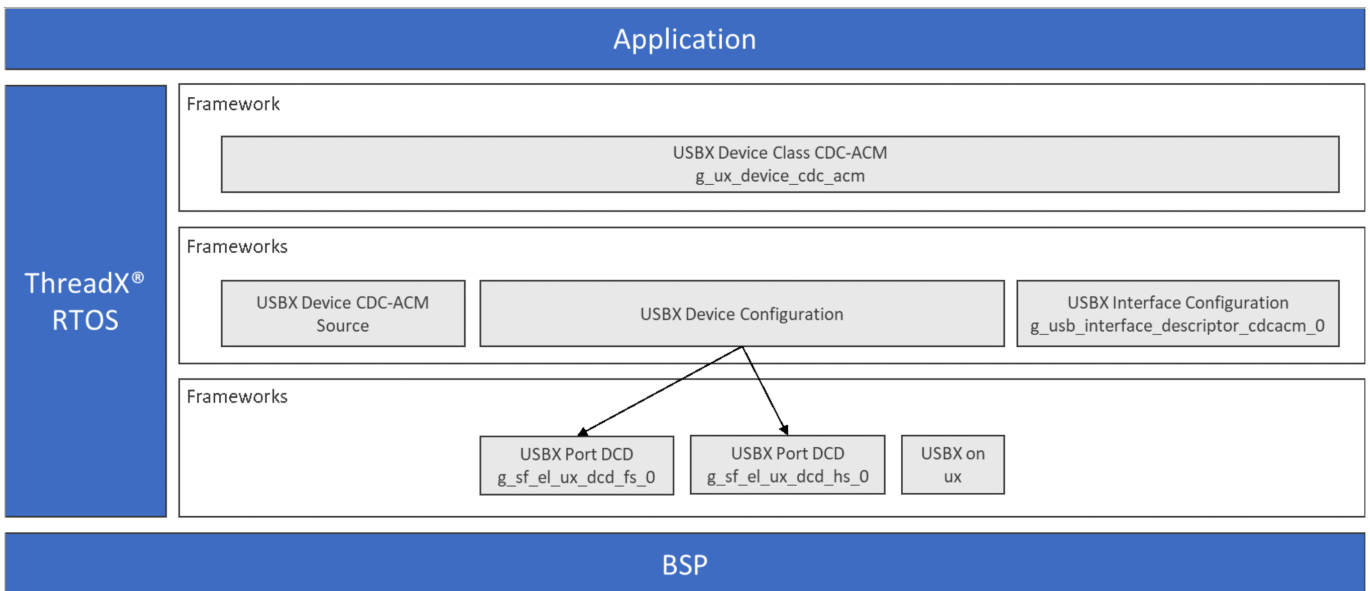 Application
ThreadX®
RTOS
Framework
USBX Device Class CDC-ACM
g_ux_device_cdc_acm
Frameworks
USBX Device CDC-ACM
Source
USBX Device Configuration
USBX Interface Configuration
g_usb_interface_descriptor_cdcacm_0
Frameworks
USBX Port DCD
g_sf_el_ux_dcd_fs_0
USBX Port DCD
g_sf_el_ux_dcd_hs_0
USBX on
ux
BSP